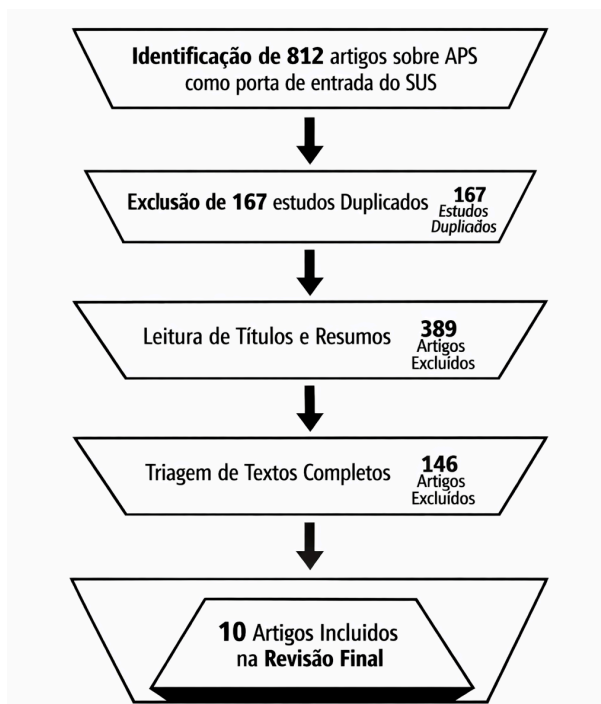 Identificação de 812 artigos sobre APS
como porta de entrada do SUS
Exclusão de 167 estudos Duplicados
167
Estudos
Duplicados
Leitura de Títulos e Resumos
389
Artigos
Excluídos
Triagem de Textos Completos
146
Artigos
Excluídos
10 Artigos Incluidos
na Revisão Final